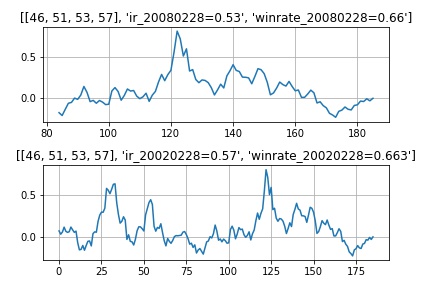 [[46, 51, 53, 57], 'ir_20080228=0.53', 'winrate_20080228=0.66']
0.5
0.0
80 100 120 140 160 180
[[46, 51, 53, 57], 'ir_20020228=0.57', 'winrate_20020228=0.663']
0.5
0.0
0 25 50 75 100 125 150 175